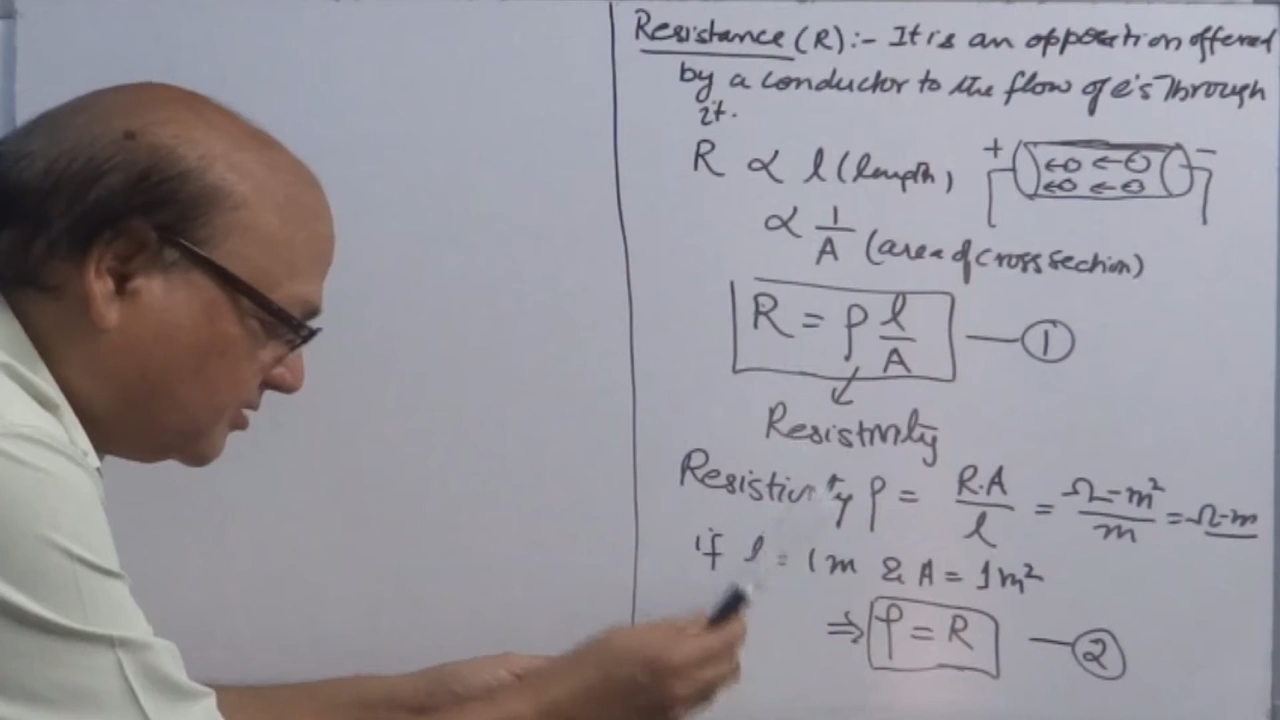 Resistance (R) :- It is an opposition offered
by a conductor to the flow of e's Through
it.
R ∝ l (length)
+ -
∝ 1/A (area of cross section)
R = ρ l/A — ①
Resistivity
Resistivity ρ = R.A/l = Ω-m²/m = Ω-m
if l = 1m & A = 1m²
⇒ ρ = R — ②